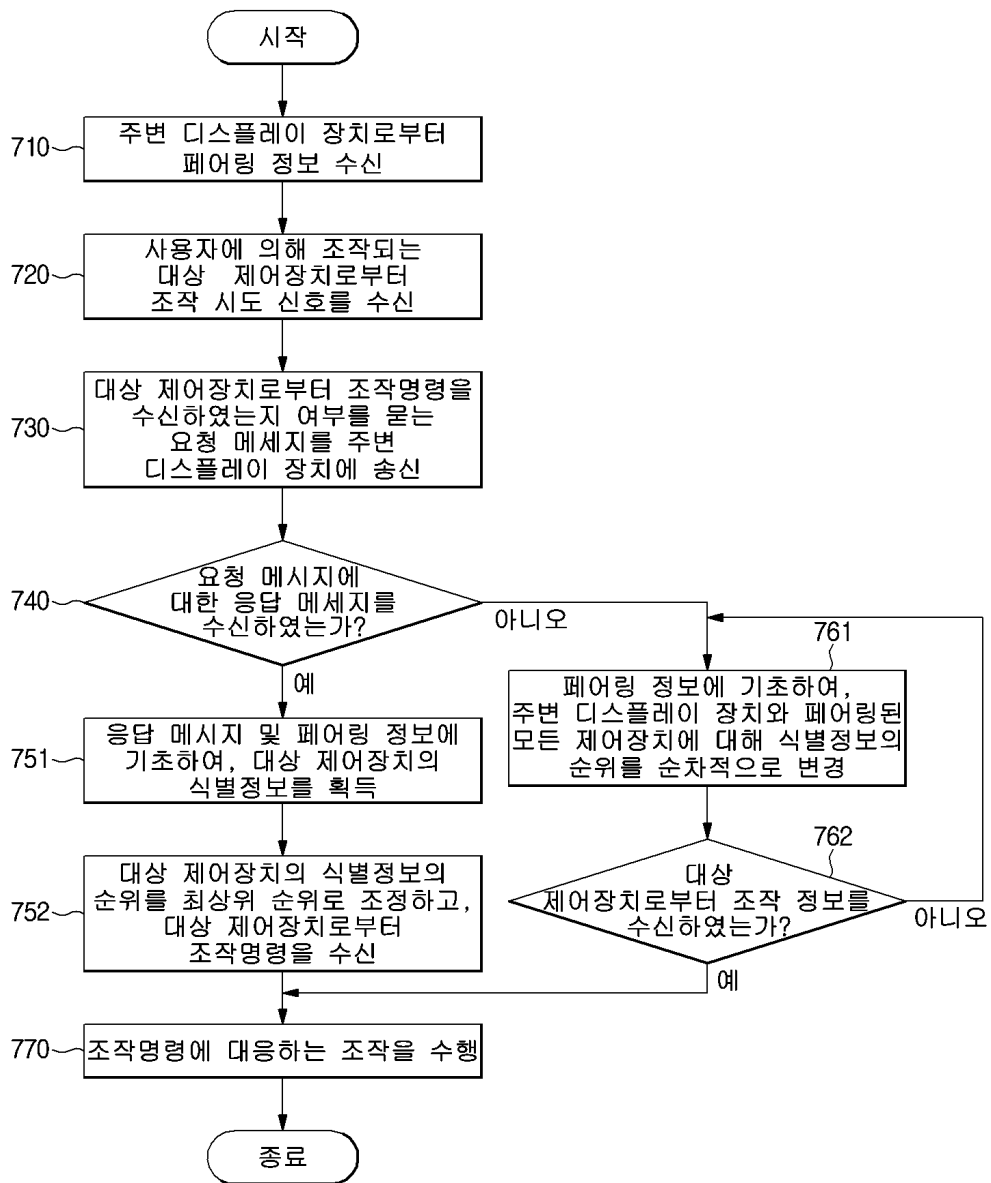 시작
710
주변 디스플레이 장치로부터
페어링 정보 수신
720
사용자에 의해 조작되는
대상 제어장치로부터
조작 시도 신호를 수신
730
대상 제어장치로부터 조작명령을
수신하였는지 여부를 묻는
요청 메세지를 주변
디스플레이 장치에 송신
740
요청 메시지에
대한 응답 메세지를
수신하였는가?
아니오
예
751
응답 메시지 및 페어링 정보에
기초하여, 대상 제어장치의
식별정보를 획득
752
대상 제어장치의 식별정보의
순위를 최상위 순위로 조정하고,
대상 제어장치로부터
조작명령을 수신
761
페어링 정보에 기초하여,
주변 디스플레이 장치와 페어링된
모든 제어장치에 대해 식별정보의
순위를 순차적으로 변경
762
대상
제어장치로부터 조작 정보를
수신하였는가?
아니오
예
770
조작명령에 대응하는 조작을 수행
종료